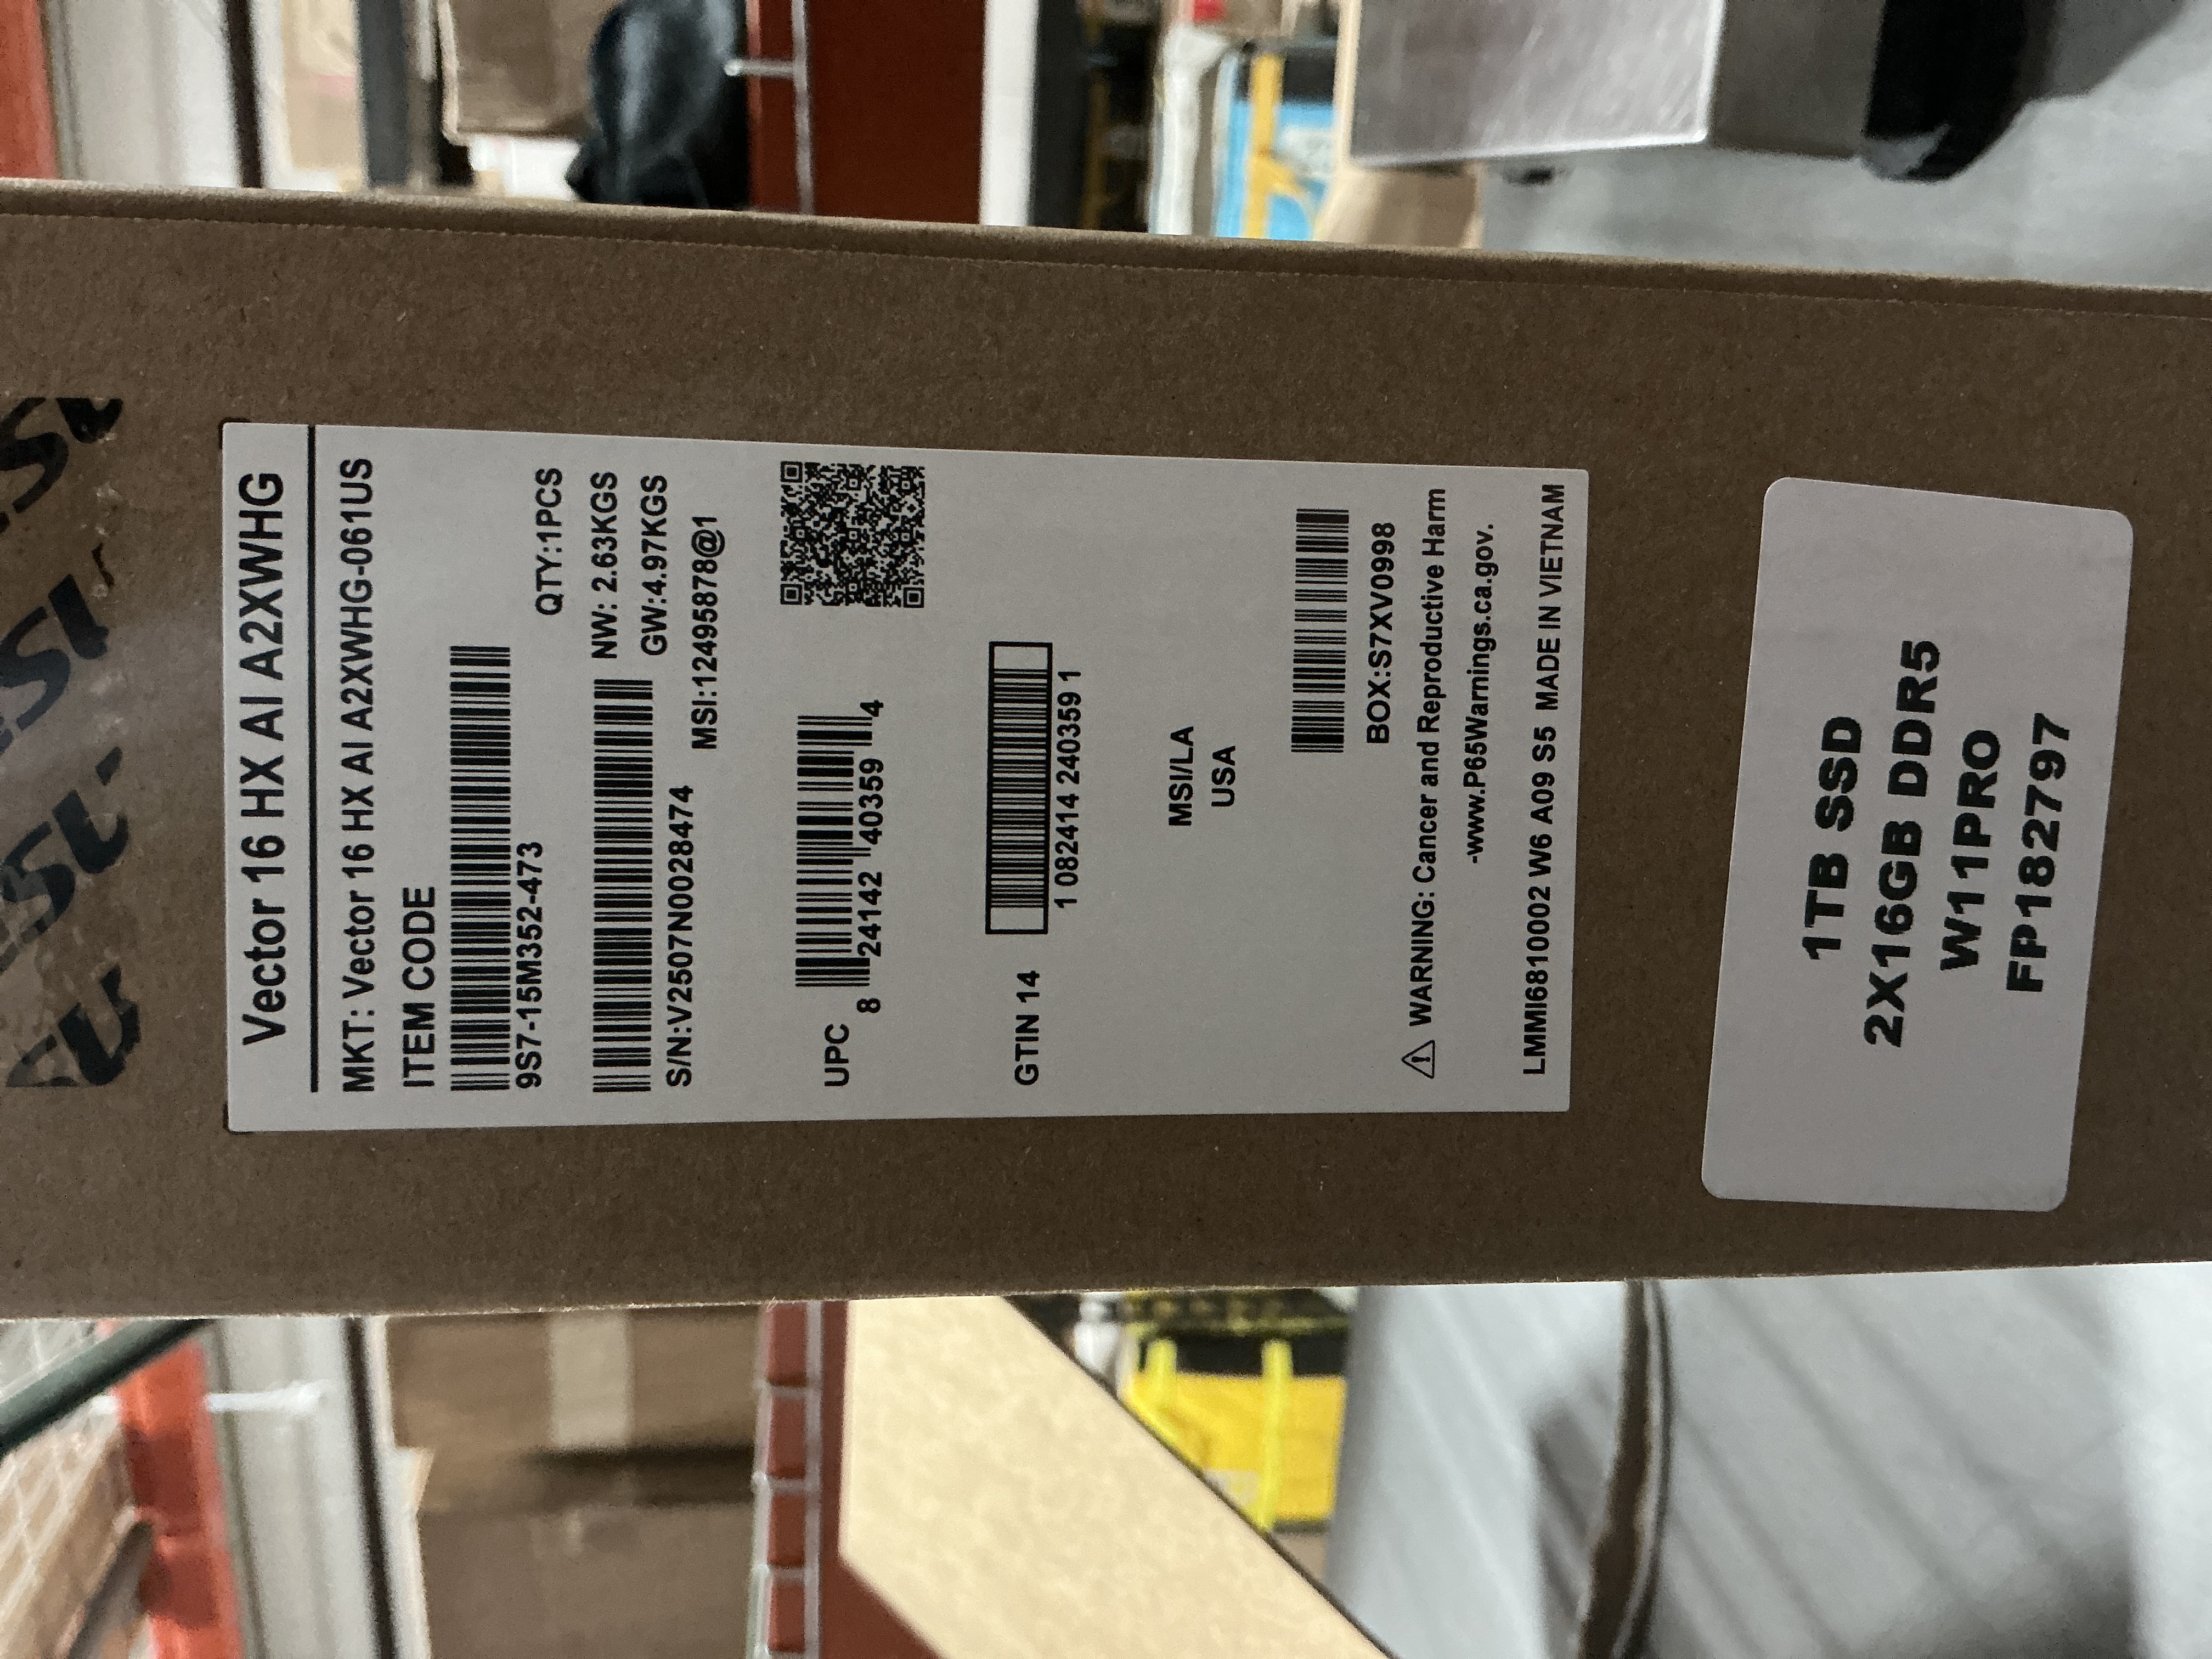 Vector 16 HX AI A2XWHG
MKT: Vector 16 HX AI A2XWHG-061US
ITEM CODE
9S7-15M352-473
QTY:1PCS
NW: 2.63KGS
S/N:V2507N0028474
GW:4.97KGS
MSI:12495878@1
UPC
8 24142 40359 4
GTIN 14
1 082414 240359 1
MSI/LA
USA
BOX:S7XV0998
⚠ WARNING: Cancer and Reproductive Harm
-www.P65Warnings.ca.gov.
LMMI6810002 W6 A09 S5 MADE IN VIETNAM
1TB SSD
2X16GB DDR5
W11PRO
FP182797